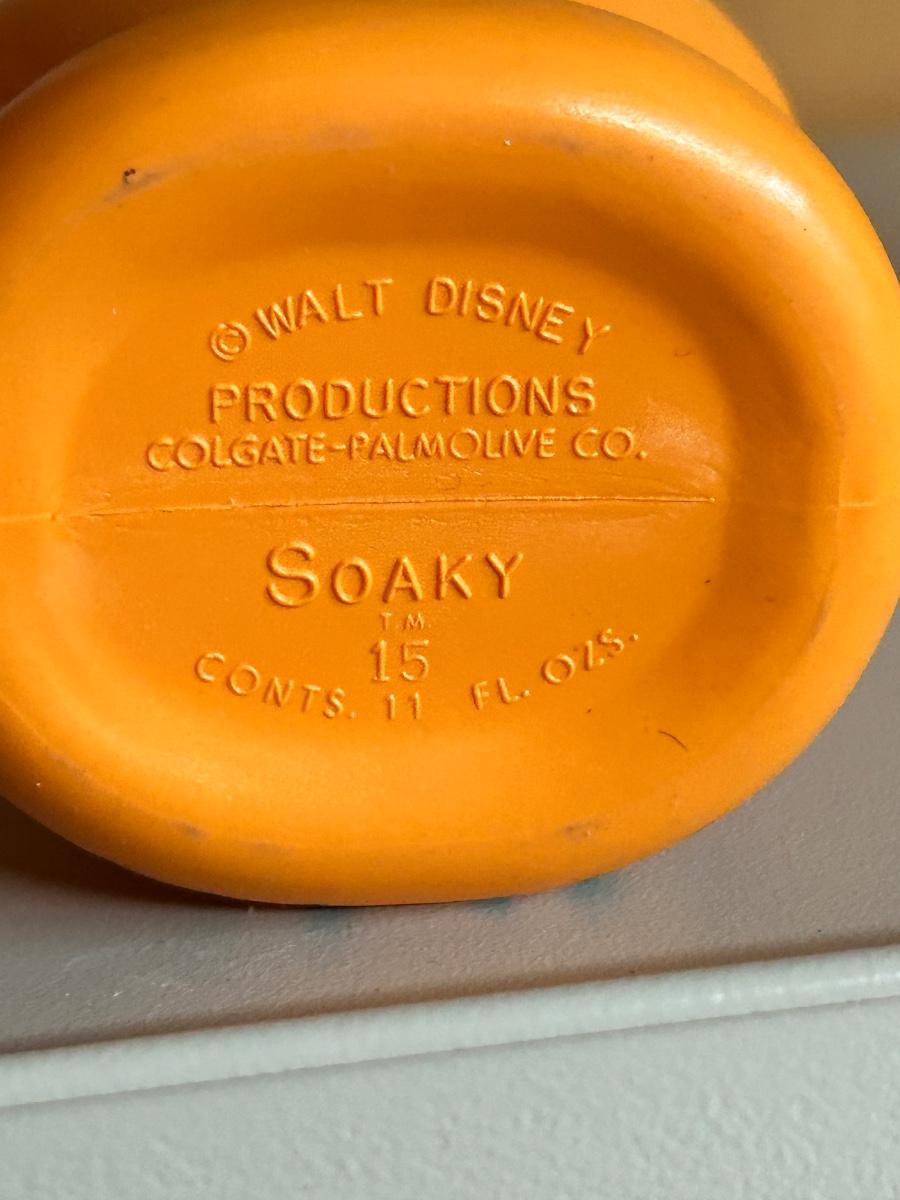 © WALT DISNEY
PRODUCTIONS
COLGATE-PALMOLIVE CO.
SOAKY
T.M.
15
CONTS. 11 FL. OZS.